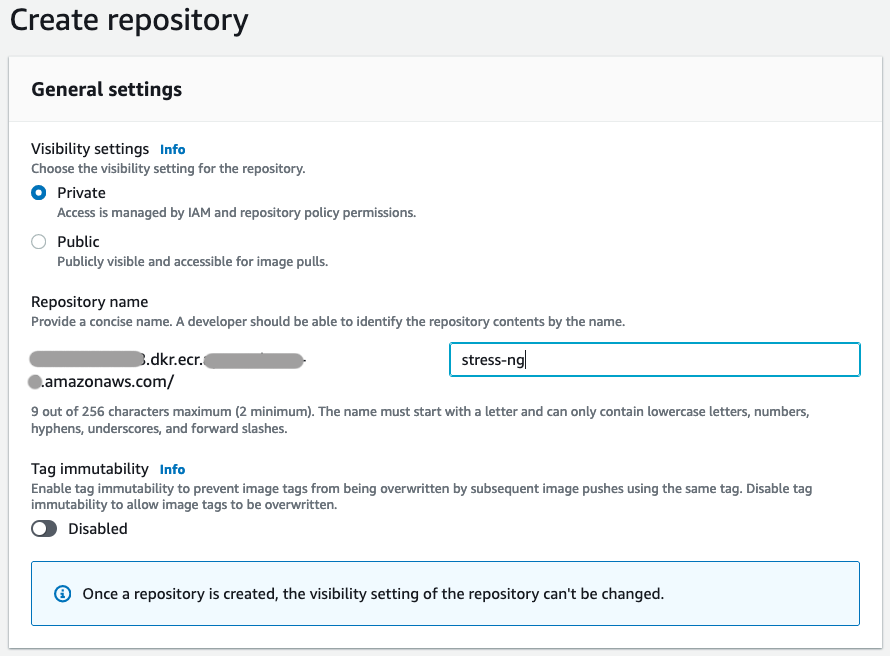 Create repository
General settings
Visibility settings Info
Choose the visibility setting for the repository.
Private
Access is managed by IAM and repository policy permissions.
Public
Publicly visible and accessible for image pulls.
Repository name
Provide a concise name. A developer should be able to identify the repository contents by the name.
.dkr.ecr.
stress-ng
.amazonaws.com/
9 out of 256 characters maximum (2 minimum). The name must start with a letter and can only contain lowercase letters, numbers,
hyphens, underscores, and forward slashes.
Tag immutability Info
Enable tag immutability to prevent image tags from being overwritten by subsequent image pushes using the same tag. Disable tag
immutability to allow image tags to be overwritten.
Disabled
Once a repository is created, the visibility setting of the repository can't be changed.